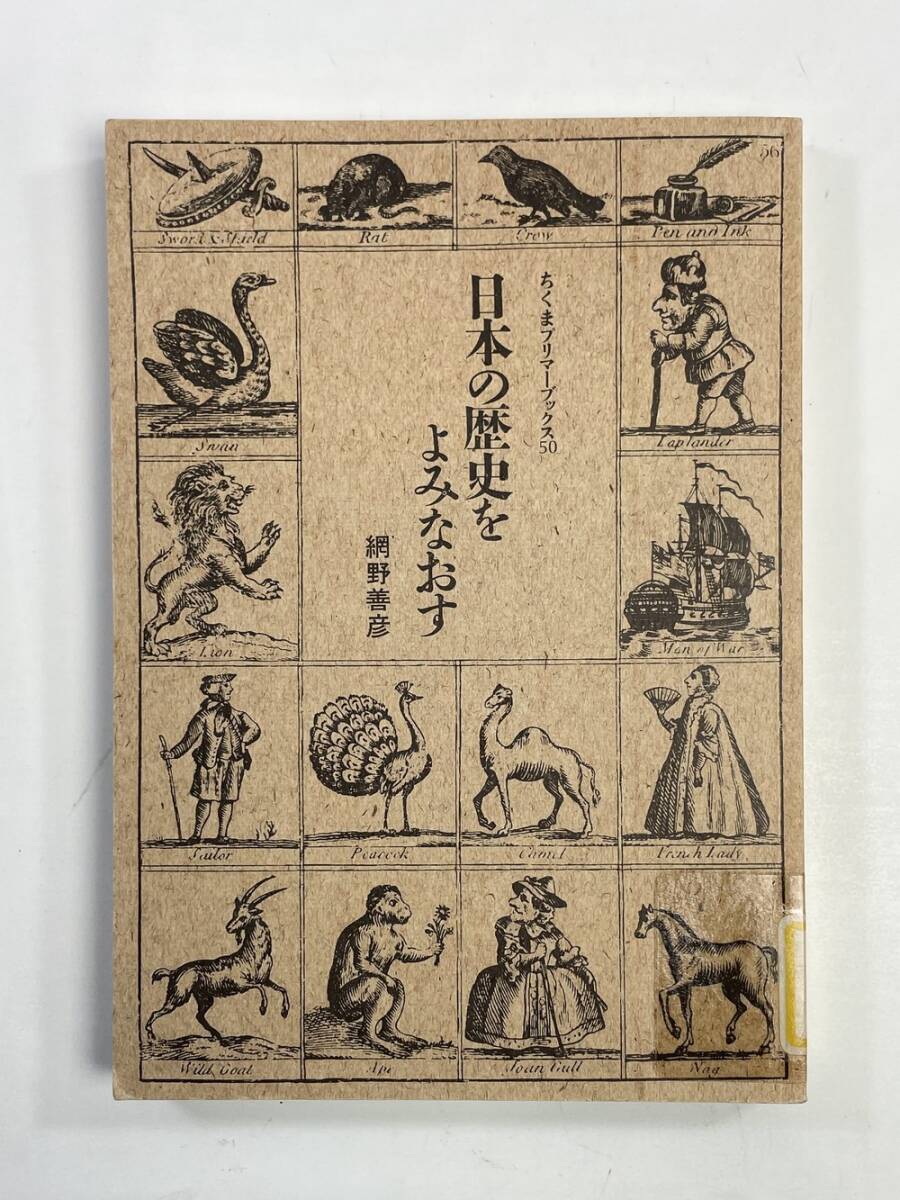 56
Sword & Shield
Rat
Crow
Pen and Ink
ちくまプリマーブックス50
日本の歴史を
よみなおす
網野善彦
Swan
Laplander
Lion
Man of War
Sailor
Peacock
Camel
French Lady
Wild Goat
Ape
Joan Gull
Nag